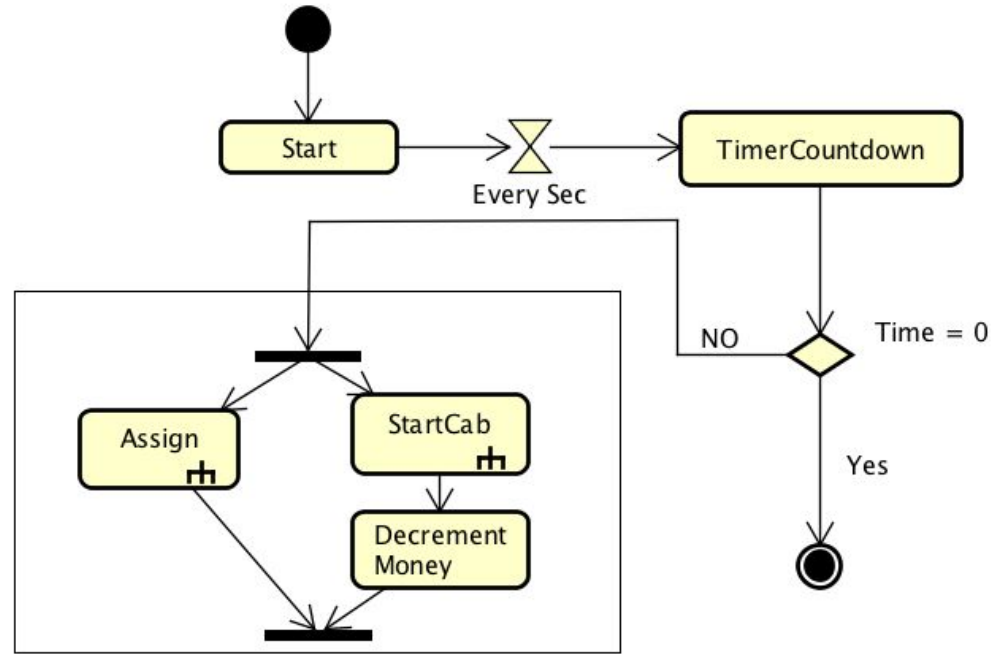 Start
TimerCountdown
Every Sec
Time = 0
NO
StartCab
Assign
Yes
Decrement
Money